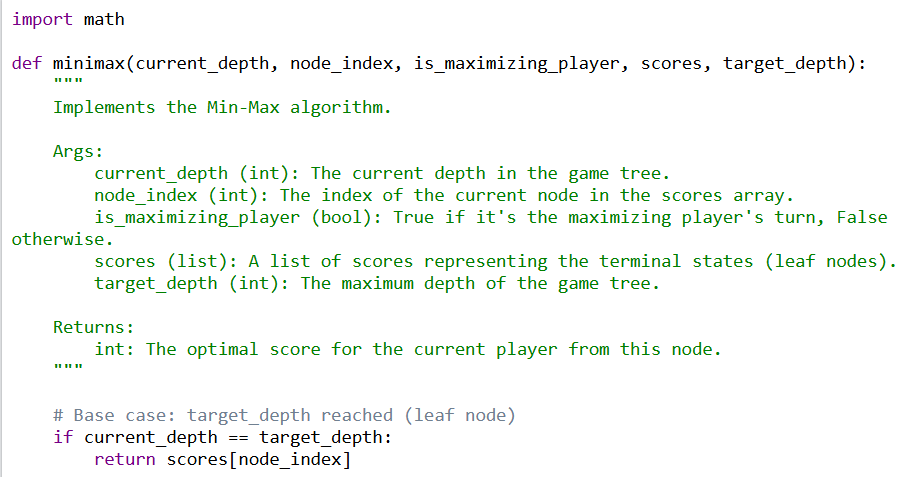 import math

def minimax(current_depth, node_index, is_maximizing_player, scores, target_depth):
    """
    Implements the Min-Max algorithm.

    Args:
        current_depth (int): The current depth in the game tree.
        node_index (int): The index of the current node in the scores array.
        is_maximizing_player (bool): True if it's the maximizing player's turn, False
otherwise.
        scores (list): A list of scores representing the terminal states (leaf nodes).
        target_depth (int): The maximum depth of the game tree.

    Returns:
        int: The optimal score for the current player from this node.
    """

    # Base case: target_depth reached (leaf node)
    if current_depth == target_depth:
        return scores[node_index]